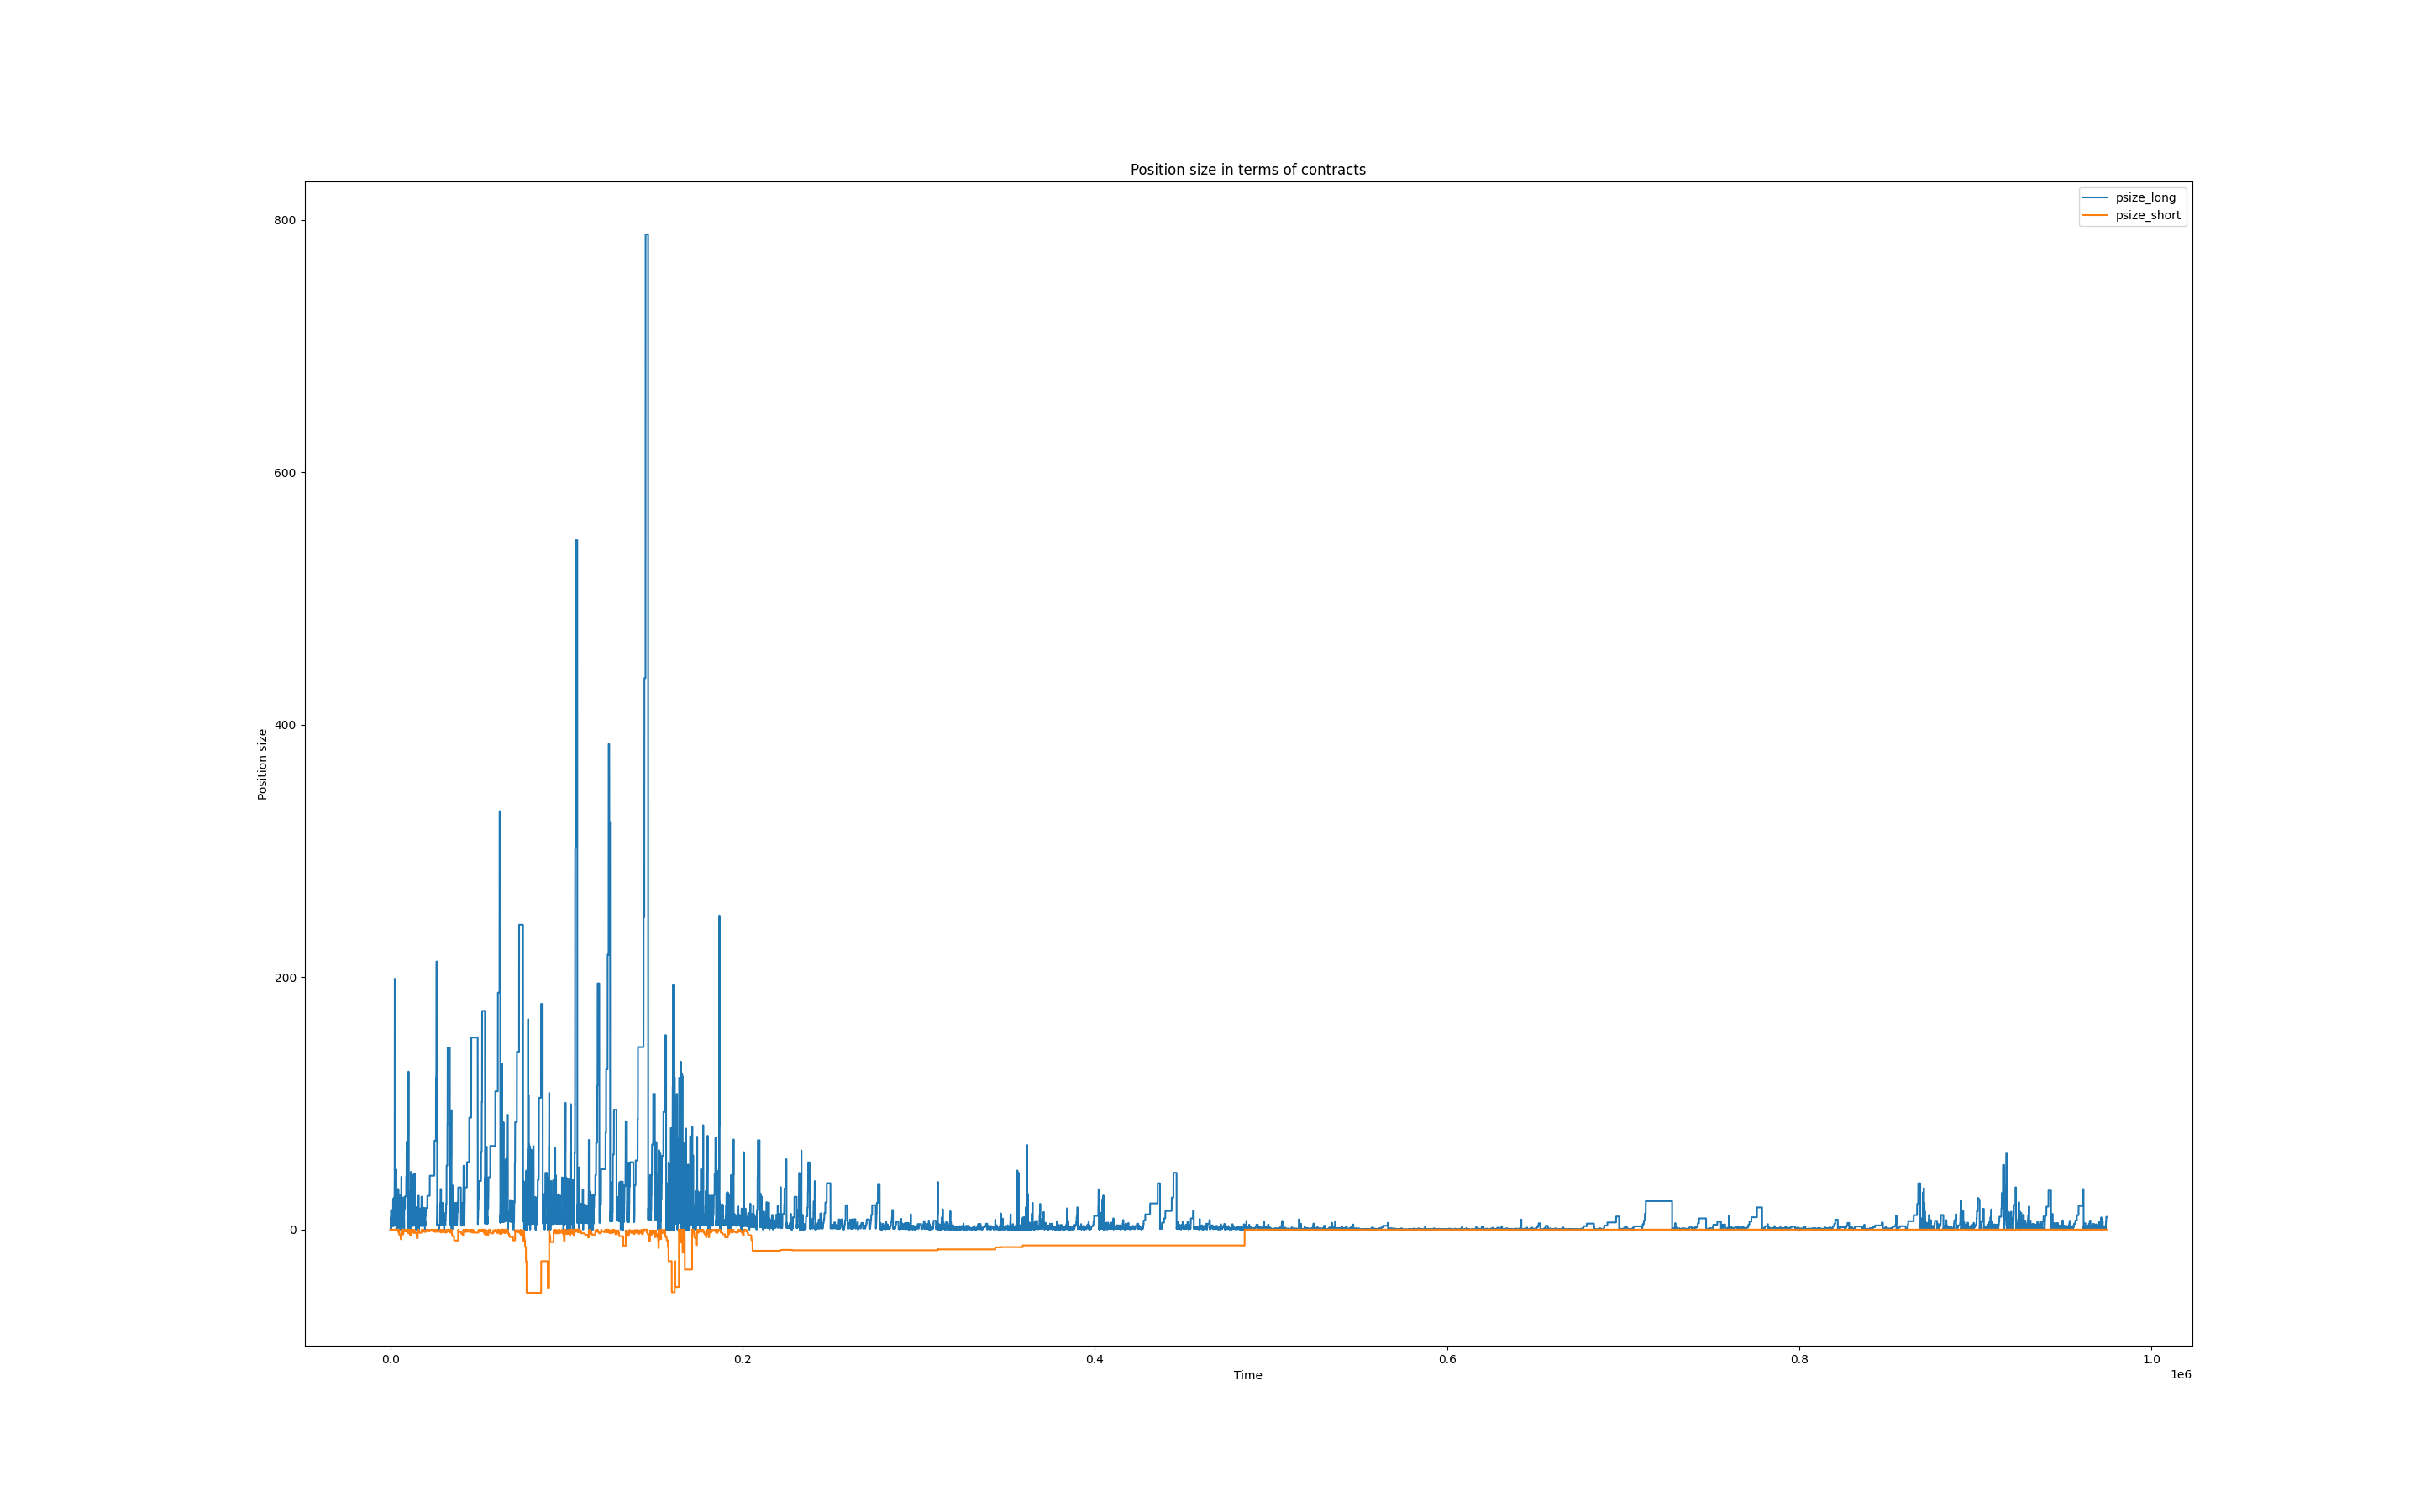 Position size in terms of contracts
psize_long
psize_short
800
600
400
200
0
Position size
0.0 0.2 0.4 0.6 0.8 1.0
1e6
Time